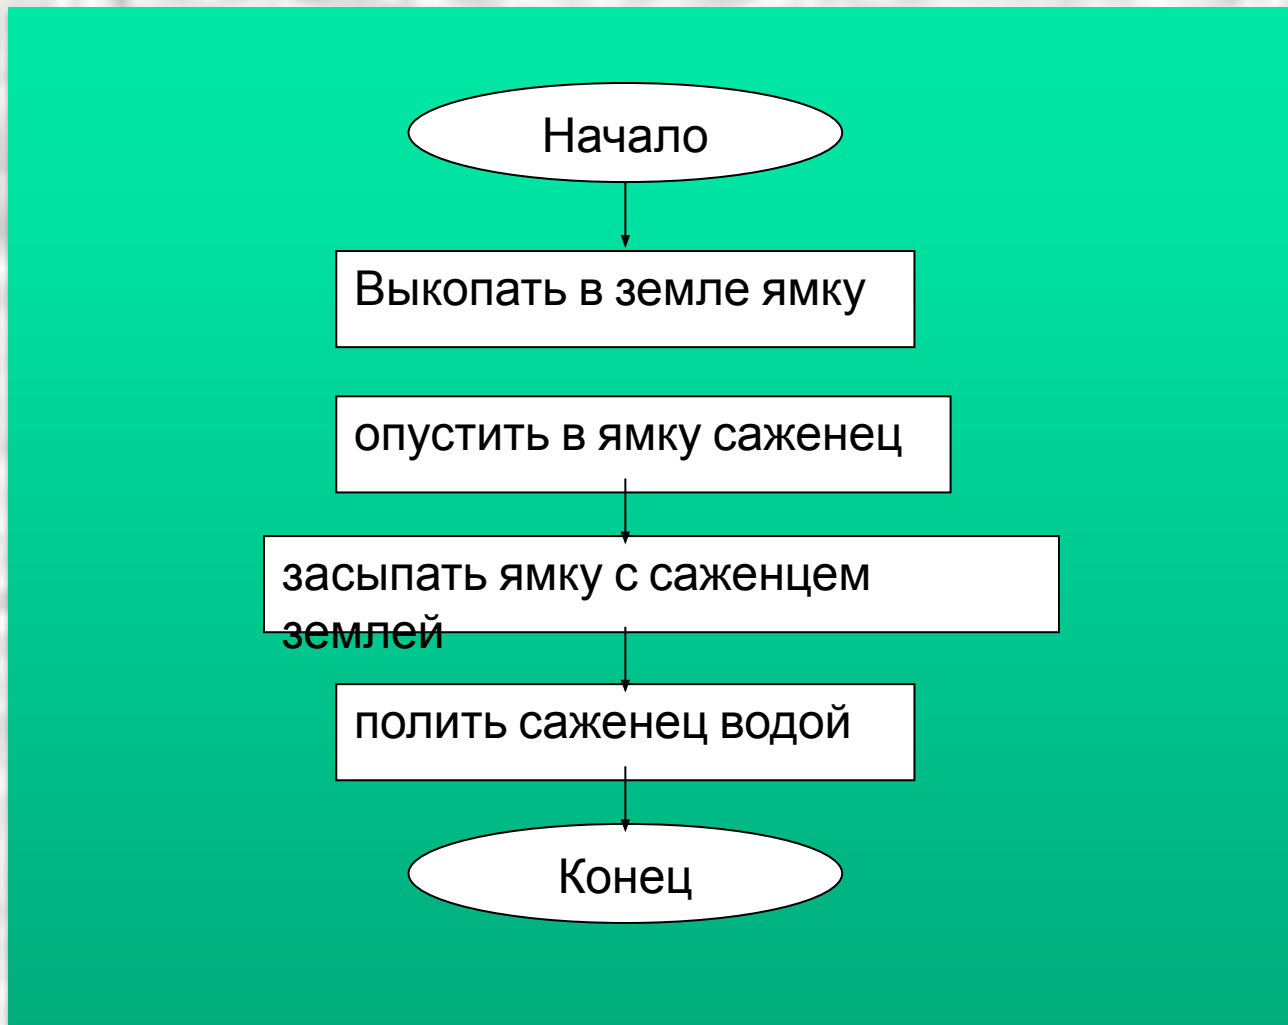 Начало
Выкопать в земле ямку
опустить в ямку саженец
засыпать ямку с саженцем
землей
полить саженец водой
Конец